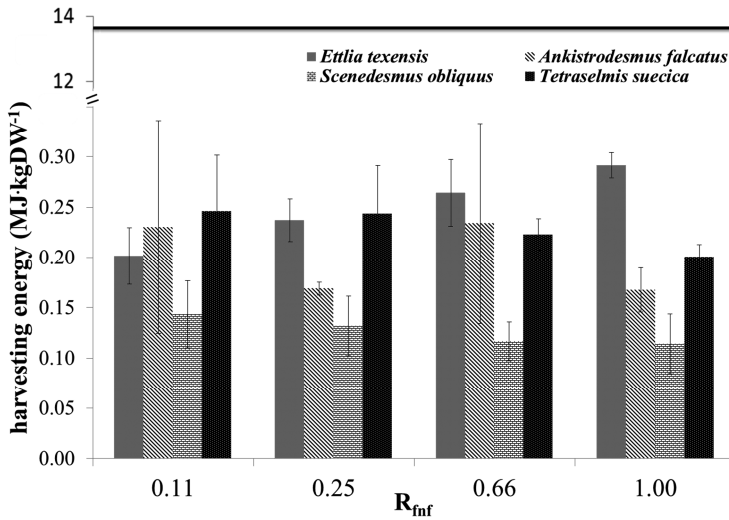 14
12
Ettlia texensis Ankistrodesmus falcatus
Scenedesmus obliquus Tetraselmis suecica
0.30
0.25
0.20
0.15
0.10
0.05
0.00
harvesting energy (MJ·kgDW⁻¹)
0.11 0.25 0.66 1.00
Rfnf